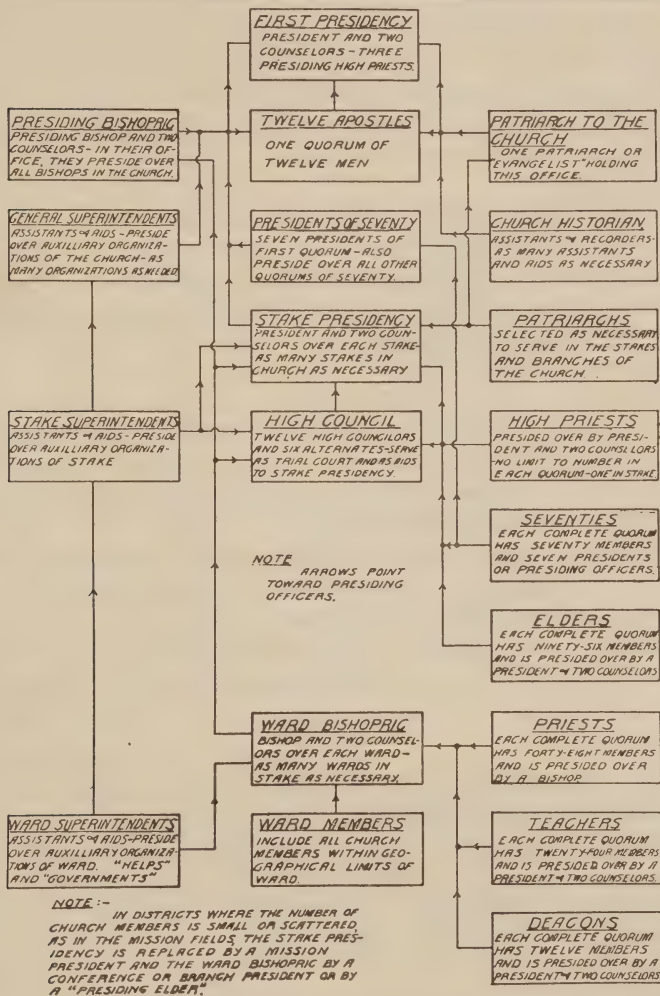 FIRST PRESIDENCY
PRESIDENT AND TWO
COUNSELORS - THREE
PRESIDING HIGH PRIESTS.
PRESIDING BISHOPRIC
PRESIDING BISHOP AND TWO
COUNSELORS - IN THEIR OF-
FICE, THEY PRESIDE OVER
ALL BISHOPS IN THE CHURCH.
TWELVE APOSTLES
ONE QUORUM OF
TWELVE MEN
PATRIARCH TO THE
CHURCH
ONE PATRIARCH OR
"EVANGELIST" HOLDING
THIS OFFICE.
GENERAL SUPERINTENDENTS
ASSISTANTS & AIDS - PRESIDE
OVER AUXILLIARY ORGANIZA-
TIONS OF THE CHURCH - AS
MANY ORGANIZATIONS AS NEEDED
PRESIDENTS OF SEVENTY
SEVEN PRESIDENTS OF
FIRST QUORUM - ALSO
PRESIDE OVER ALL OTHER
QUORUMS OF SEVENTY.
CHURCH HISTORIAN
ASSISTANTS & RECORDERS-
AS MANY ASSISTANTS
AND AIDS AS NECESSARY
STAKE PRESIDENCY
PRESIDENT AND TWO COUN-
SELORS OVER EACH STAKE-
AS MANY STAKES IN
CHURCH AS NECESSARY
PATRIARCHS
SELECTED AS NECESSARY
TO SERVE IN THE STAKES
AND BRANCHES OF
THE CHURCH.
STAKE SUPERINTENDENTS
ASSISTANTS & AIDS - PRESIDE
OVER AUXILLIARY ORGANIZA-
TIONS OF STAKE
HIGH COUNCIL
TWELVE HIGH COUNCILORS
AND SIX ALTERNATES-SERVE
AS TRIAL COURT AND AS AIDS
TO STAKE PRESIDENCY.
HIGH PRIESTS
PRESIDED OVER BY PRESI-
DENT AND TWO COUNSELORS
-NO LIMIT TO NUMBER IN
EACH QUORUM-ONE IN STAKE.
SEVENTIES
EACH COMPLETE QUORUM
HAS SEVENTY MEMBERS
AND SEVEN PRESIDENTS
OR PRESIDING OFFICERS.
NOTE
ARROWS POINT
TOWARD PRESIDING
OFFICERS.
ELDERS
EACH COMPLETE QUORUM
HAS NINETY-SIX MEMBERS
AND IS PRESIDED OVER BY A
PRESIDENT & TWO COUNSELORS
WARD BISHOPRIC
BISHOP AND TWO COUNSEL-
ORS OVER EACH WARD-
AS MANY WARDS IN
STAKE AS NECESSARY.
PRIESTS
EACH COMPLETE QUORUM
HAS FORTY-EIGHT MEMBERS
AND IS PRESIDED OVER
BY A BISHOP
WARD SUPERINTENDENTS
ASSISTANTS & AIDS-PRESIDE
OVER AUXILLIARY ORGANIZA-
TIONS OF WARD. "HELPS"
AND "GOVERNMENTS"
WARD MEMBERS
INCLUDE ALL CHURCH
MEMBERS WITHIN GEO-
GRAPHICAL LIMITS OF
WARD.
TEACHERS
EACH COMPLETE QUORUM
HAS TWENTY-FOUR MEMBERS
AND IS PRESIDED OVER BY A
PRESIDENT & TWO COUNSELORS.
DEACONS
EACH COMPLETE QUORUM
HAS TWELVE MEMBERS
AND IS PRESIDED OVER BY A
PRESIDENT & TWO COUNSELORS
NOTE:-
IN DISTRICTS WHERE THE NUMBER OF
CHURCH MEMBERS IS SMALL OR SCATTERED,
AS IN THE MISSION FIELDS, THE STAKE PRES-
IDENCY IS REPLACED BY A MISSION
PRESIDENT AND THE WARD BISHOPRIC BY A
CONFERENCE OR BRANCH PRESIDENT OR BY
A "PRESIDING ELDER".